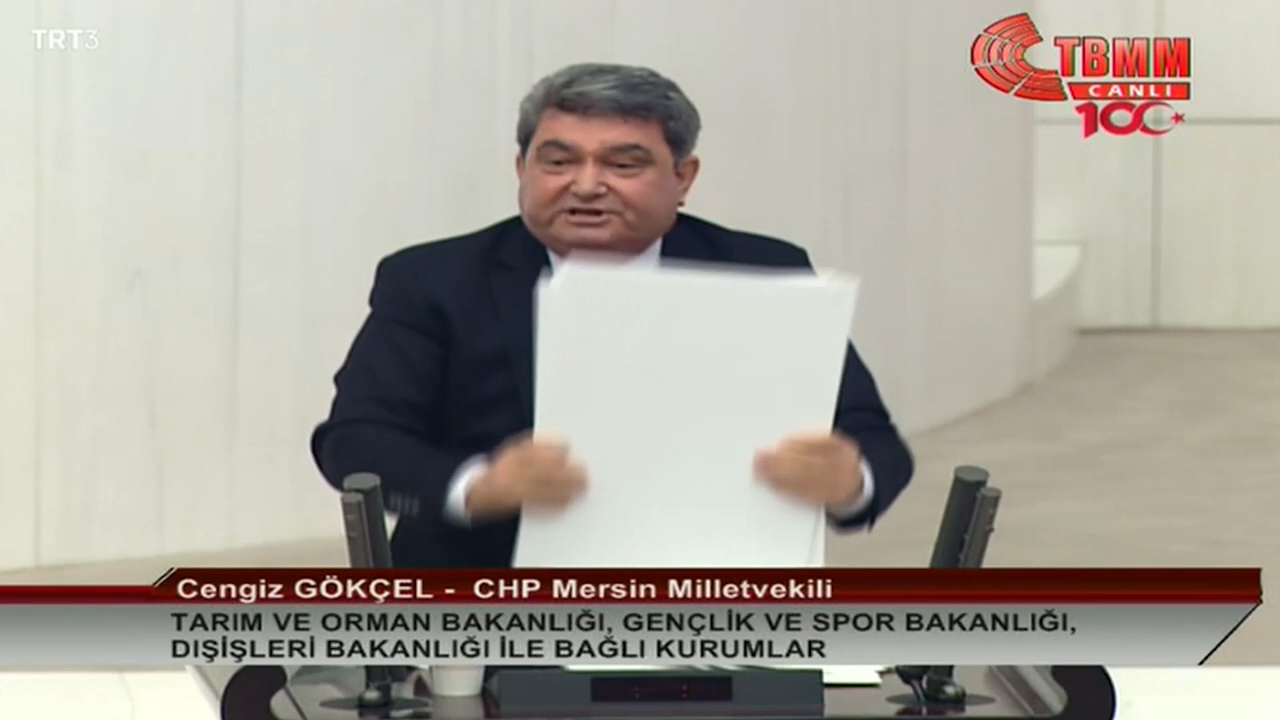 TRT3
TBMM
CANLI
100
Cengiz GÖKÇEL - CHP Mersin Milletvekili
TARIM VE ORMAN BAKANLIĞI, GENÇLİK VE SPOR BAKANLIĞI,
DIŞİŞLERİ BAKANLIĞI İLE BAĞLI KURUMLAR